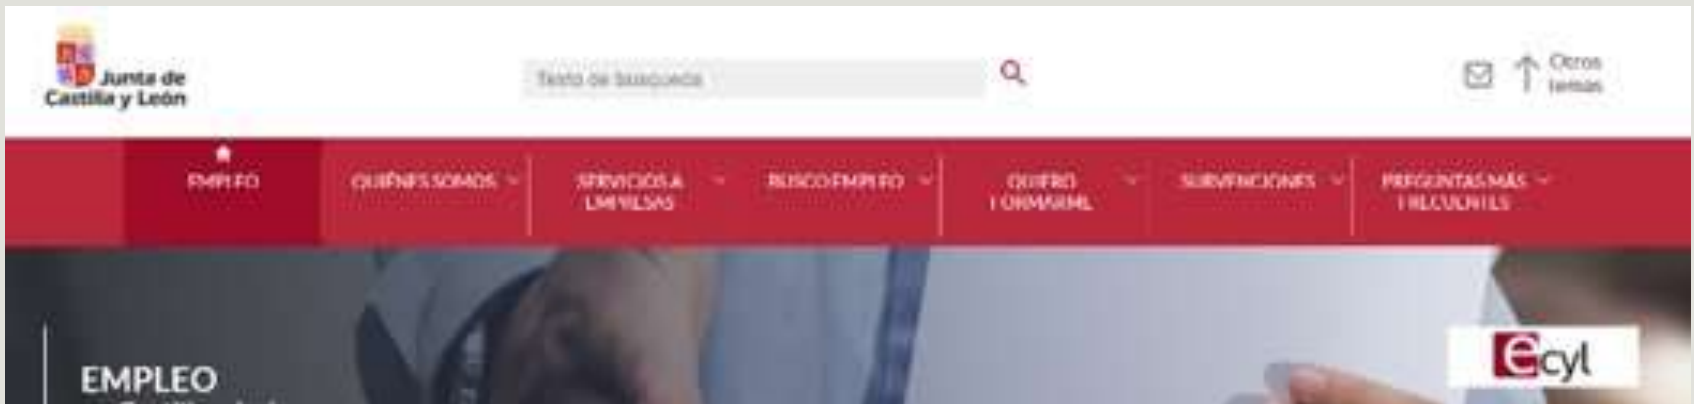 Junta de
Castilla y León
Texto de búsqueda
Otros
temas
EMPLEO
QUIÉNES SOMOS
SERVICIOS A
EMPRESAS
BUSCO EMPLEO
QUIERO
FORMARME
SUBVENCIONES
PREGUNTAS MÁS
FRECUENTES
EMPLEO
ecyl